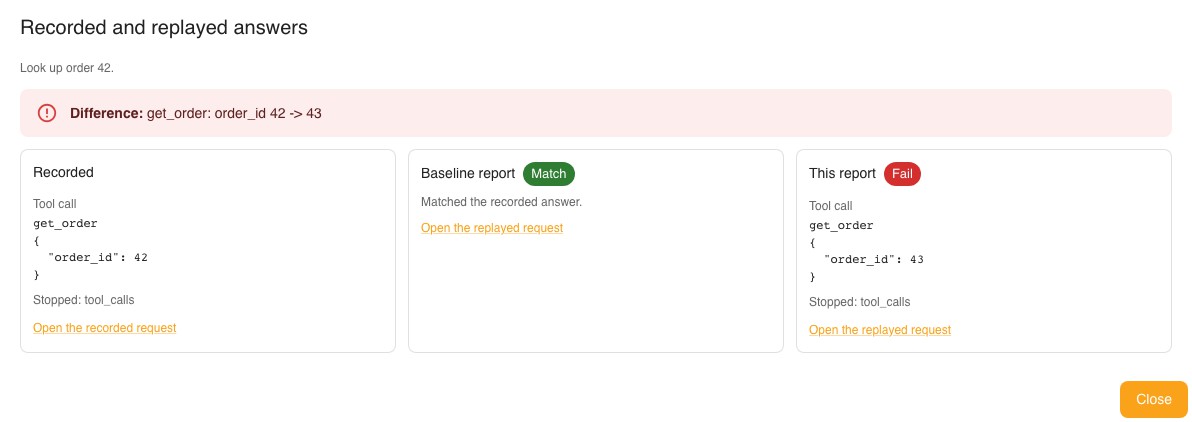 Recorded and replayed answers
Look up order 42.
Difference: get_order: order_id 42 -> 43
Recorded
Tool call
get_order
{
  "order_id": 42
}
Stopped: tool_calls
Open the recorded request
Baseline report Match
Matched the recorded answer.
Open the replayed request
This report Fail
Tool call
get_order
{
  "order_id": 43
}
Stopped: tool_calls
Open the replayed request
Close